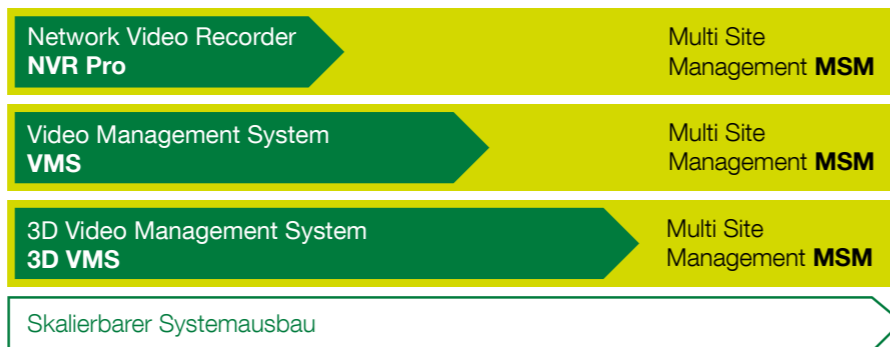 Network Video Recorder
NVR Pro
Multi Site
Management MSM
Video Management System
VMS
Multi Site
Management MSM
3D Video Management System
3D VMS
Multi Site
Management MSM
Skalierbarer Systemausbau